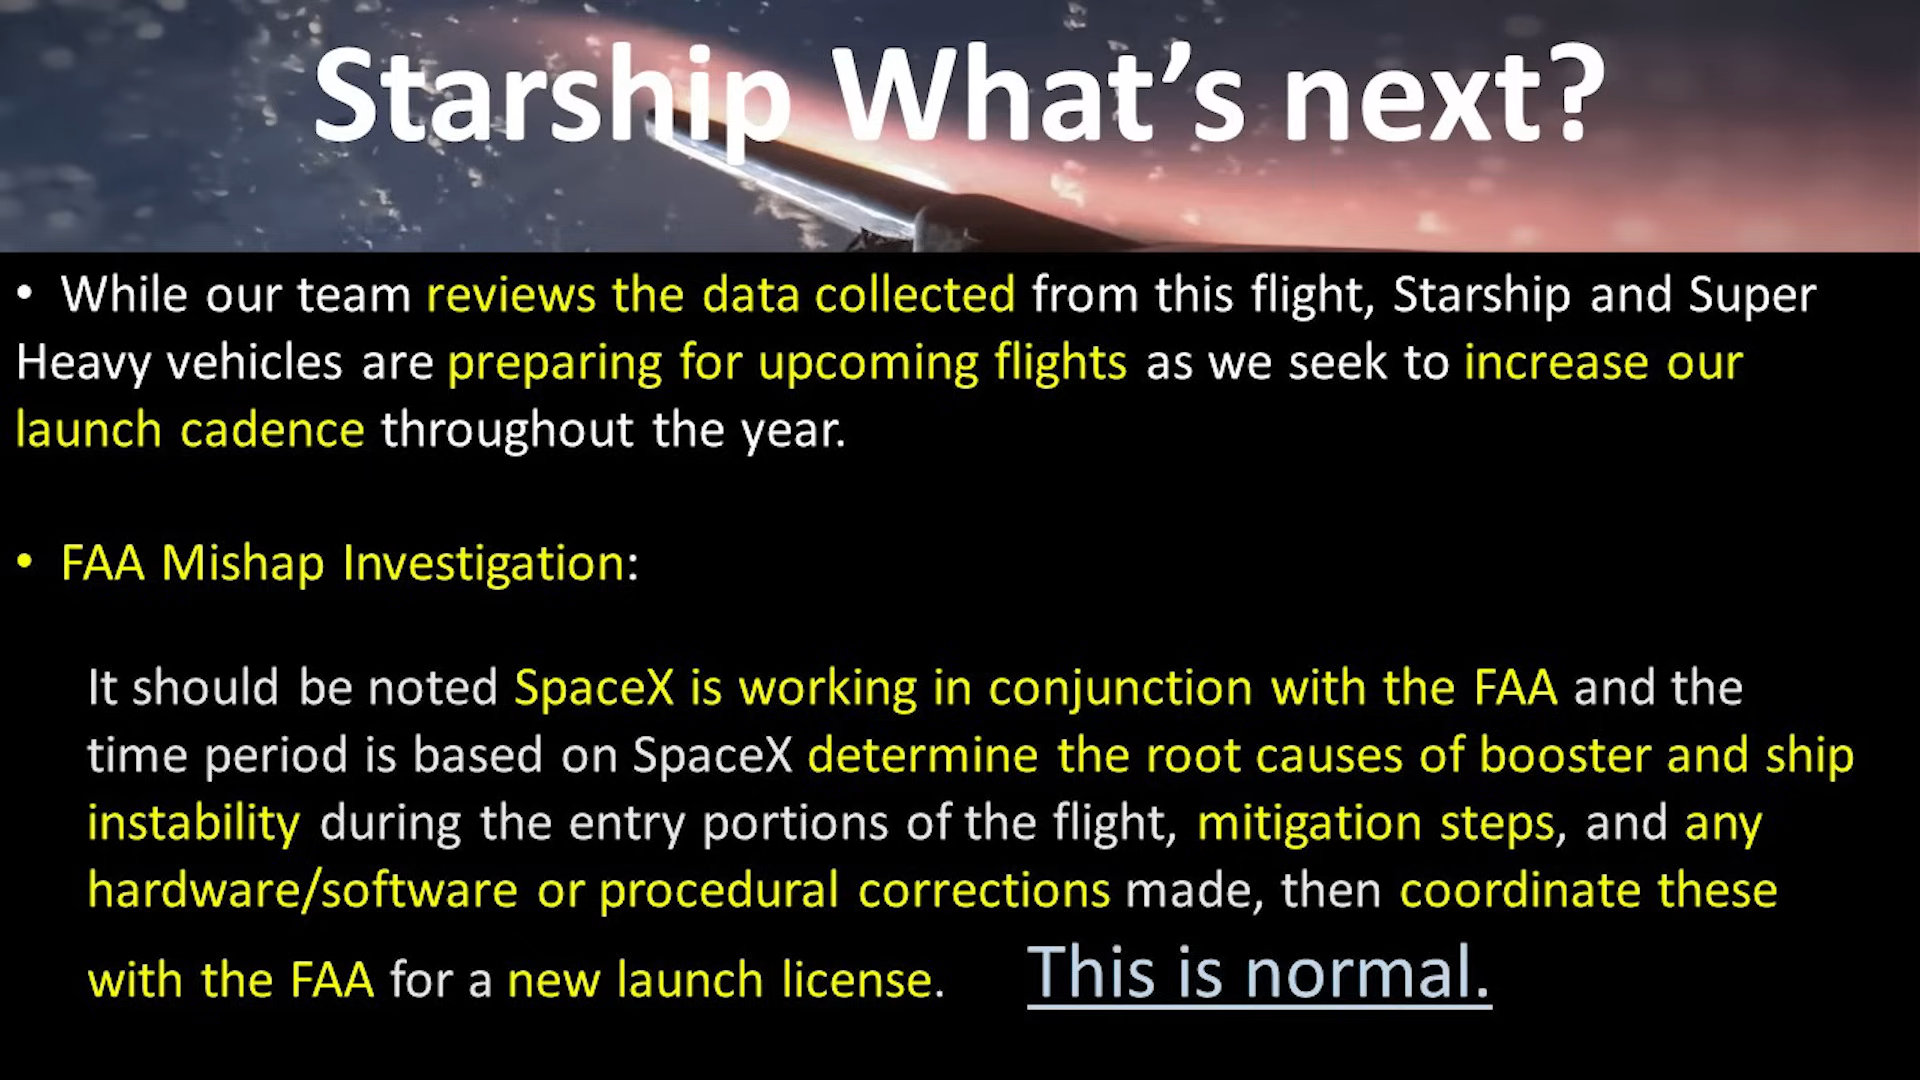 Starship What’s next?
• While our team reviews the data collected from this flight, Starship and Super
Heavy vehicles are preparing for upcoming flights as we seek to increase our
launch cadence throughout the year.
• FAA Mishap Investigation:
It should be noted SpaceX is working in conjunction with the FAA and the
time period is based on SpaceX determine the root causes of booster and ship
instability during the entry portions of the flight, mitigation steps, and any
hardware/software or procedural corrections made, then coordinate these
with the FAA for a new launch license. This is normal.